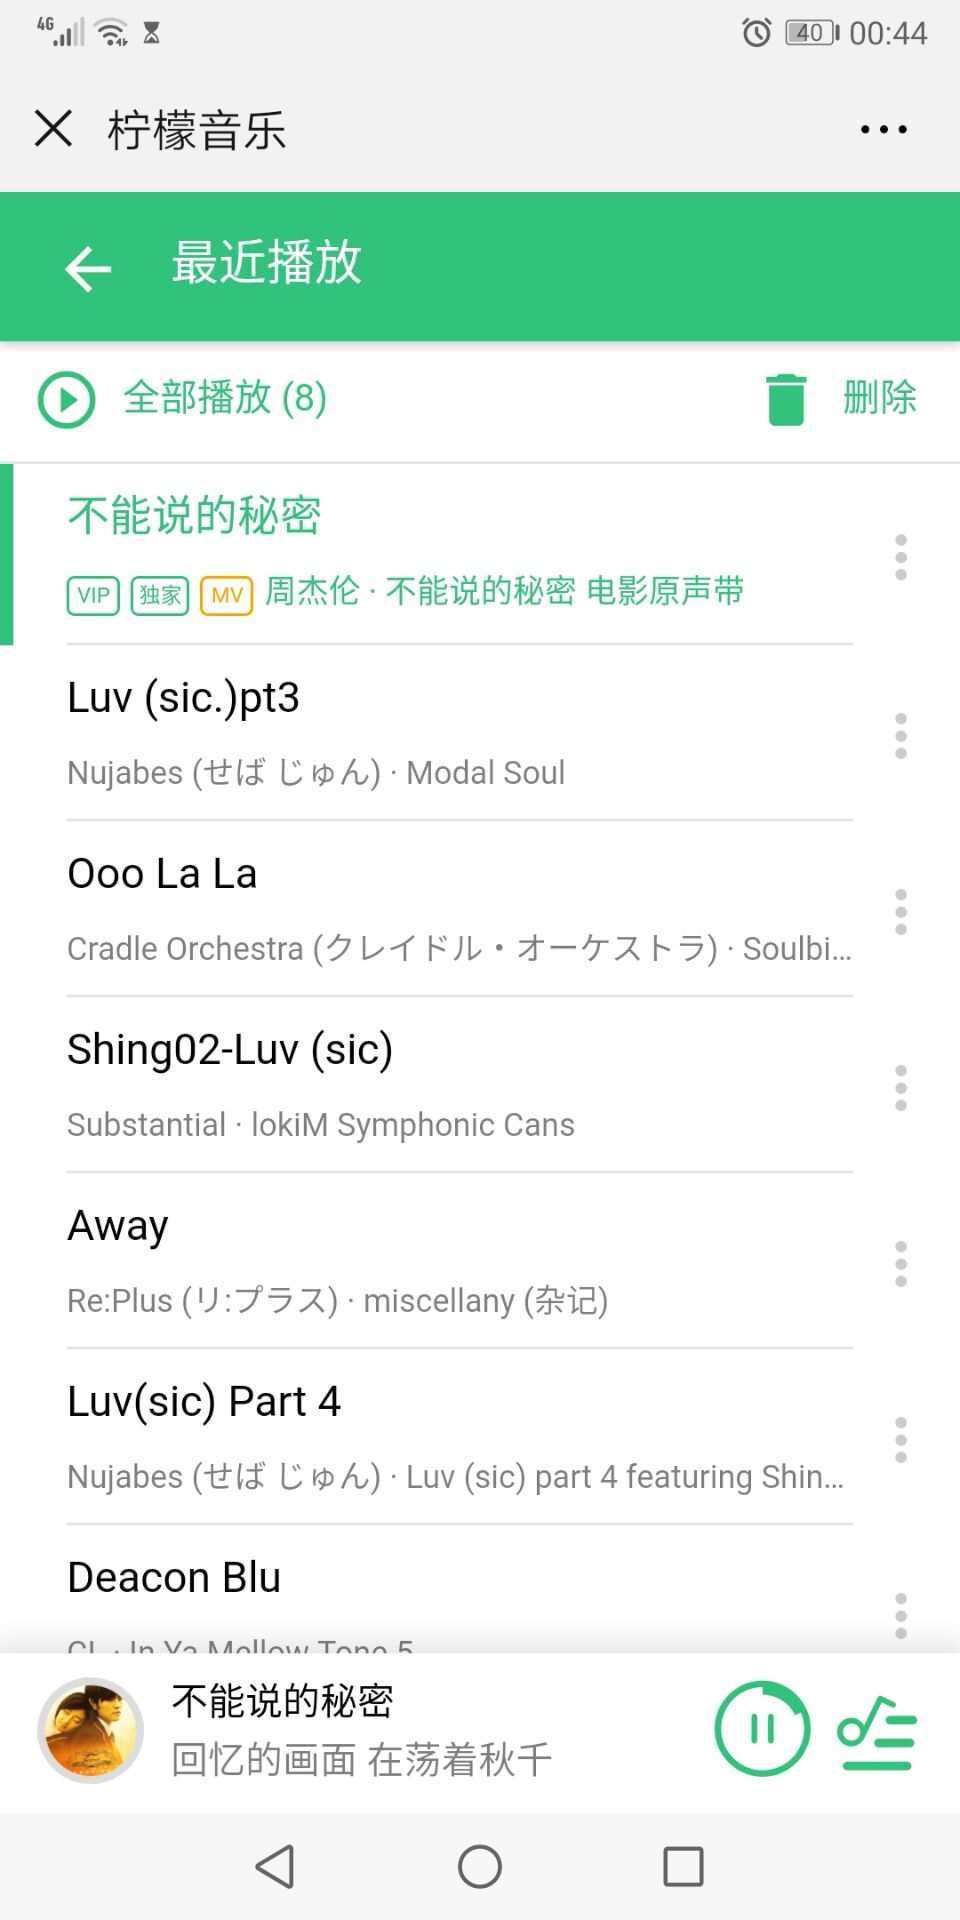 4G 40 00:44
柠檬音乐
最近播放
全部播放 (8) 删除
不能说的秘密
VIP 独家 MV 周杰伦 · 不能说的秘密 电影原声带
Luv (sic.)pt3
Nujabes (せば じゅん) · Modal Soul
Ooo La La
Cradle Orchestra (クレイドル・オーケストラ) · Soulbi...
Shing02-Luv (sic)
Substantial · lokiM Symphonic Cans
Away
Re:Plus (リ:プラス) · miscellany (杂记)
Luv(sic) Part 4
Nujabes (せば じゅん) · Luv (sic) part 4 featuring Shin...
Deacon Blu
CL · In Ya Mellow Tone 5
不能说的秘密
回忆的画面 在荡着秋千